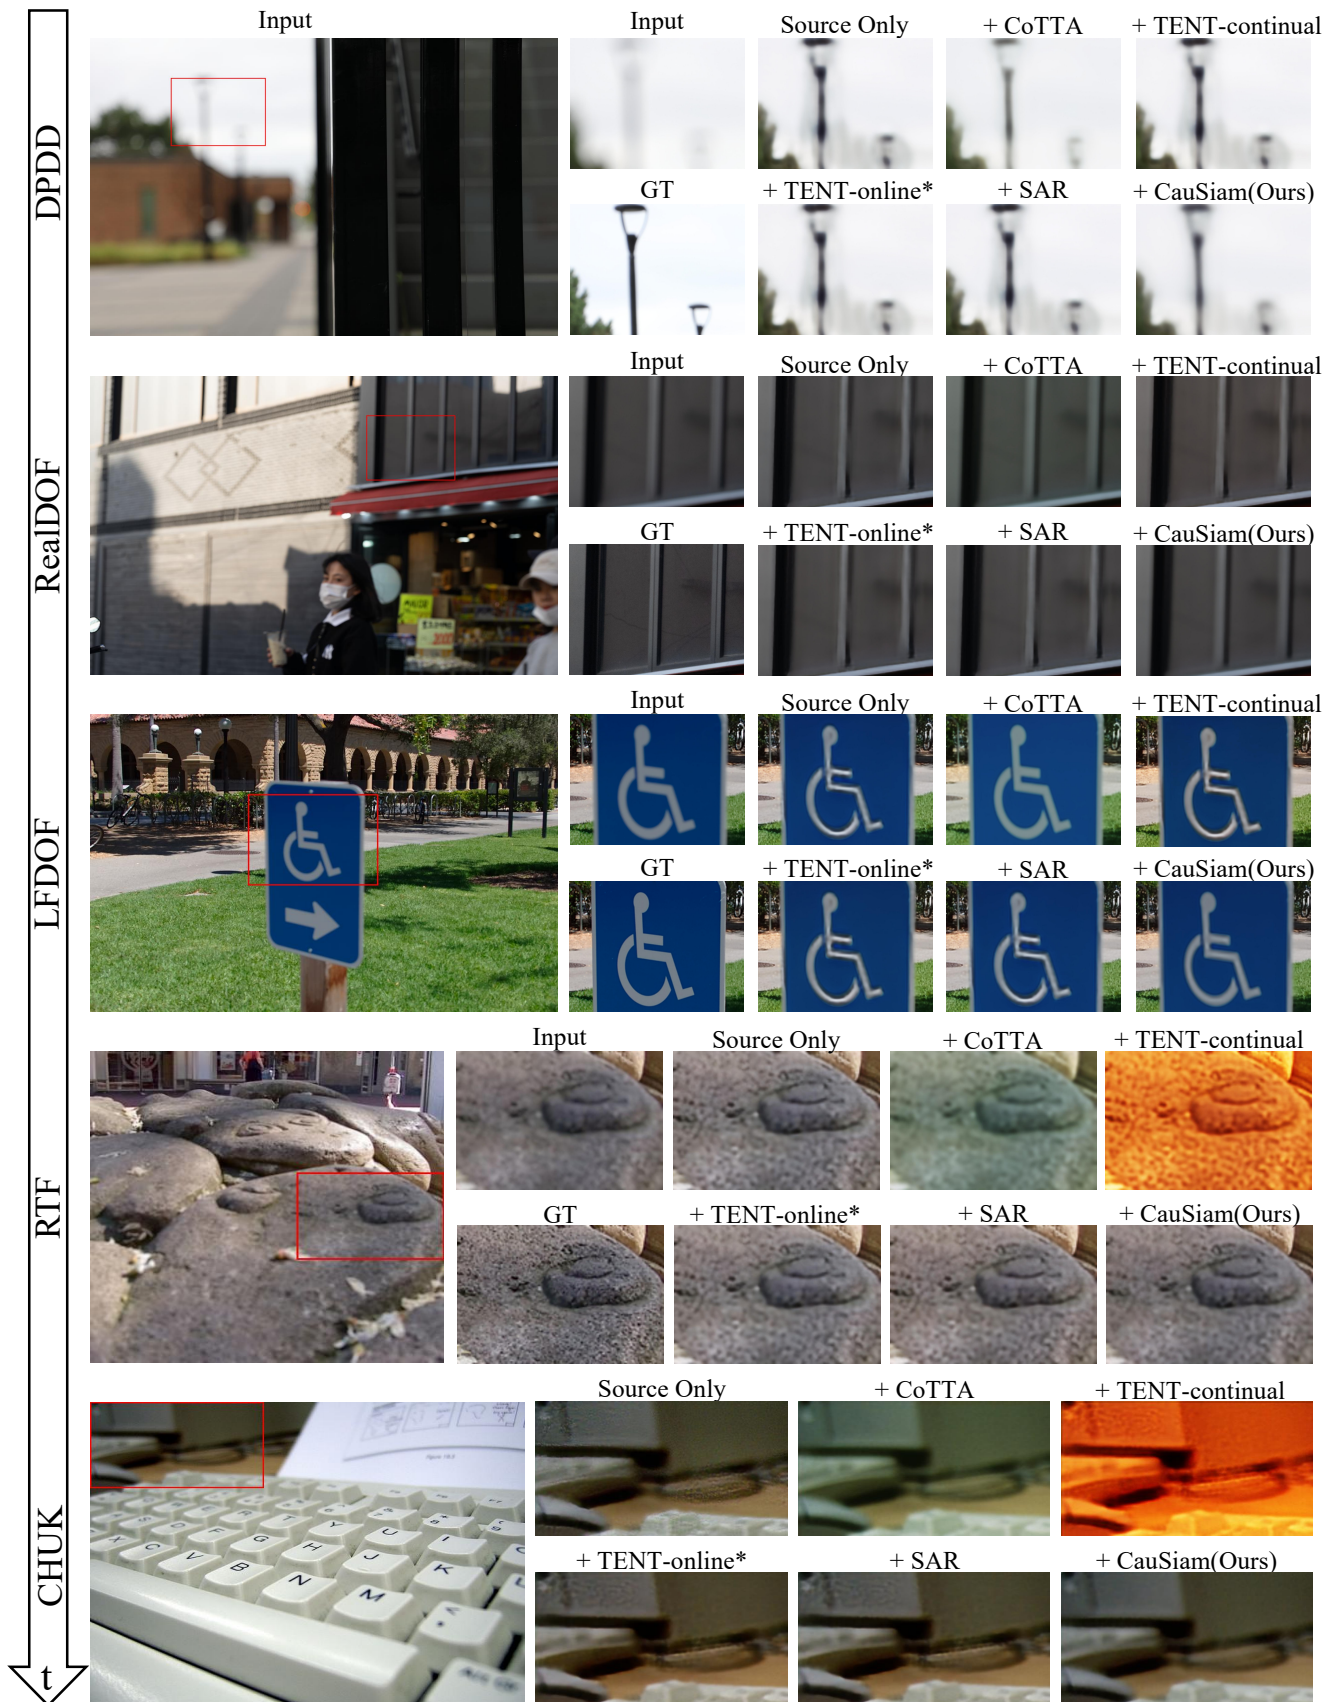 Input
Input
Source Only
+ CoTTA
+ TENT-continual
DPDD
GT
+ TENT-online*
+ SAR
+ CauSiam(Ours)
Input
Source Only
+ CoTTA
+ TENT-continual
RealDOF
GT
+ TENT-online*
+ SAR
+ CauSiam(Ours)
Input
Source Only
+ CoTTA
+ TENT-continual
LFDOF
GT
+ TENT-online*
+ SAR
+ CauSiam(Ours)
Input
Source Only
+ CoTTA
+ TENT-continual
RTF
GT
+ TENT-online*
+ SAR
+ CauSiam(Ours)
Source Only
+ CoTTA
+ TENT-continual
CHUK
E R T Y U I
S D F G H J K
X C V B N M <
+ TENT-online*
+ SAR
+ CauSiam(Ours)
t